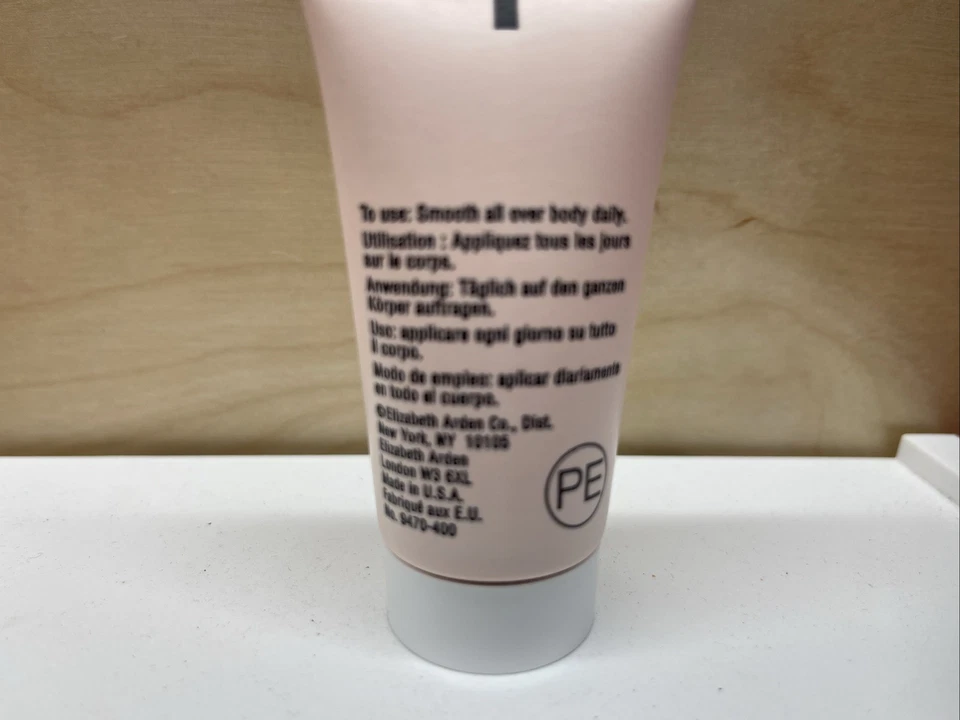 To use: Smooth all over body daily.
Utilisation : Appliquez tous les jours
sur le corps.
Anwendung: Täglich auf den ganzen
Körper auftragen.
Uso: applicare ogni giorno su tutto
il corpo.
Modo de empleo: aplicar diariamente
en todo el cuerpo.
©Elizabeth Arden Co., Dist.
New York, NY 10105
Elizabeth Arden
London W3 6XL
Made in U.S.A.
Fabriqué aux E.U.
No. 9470-400
PE